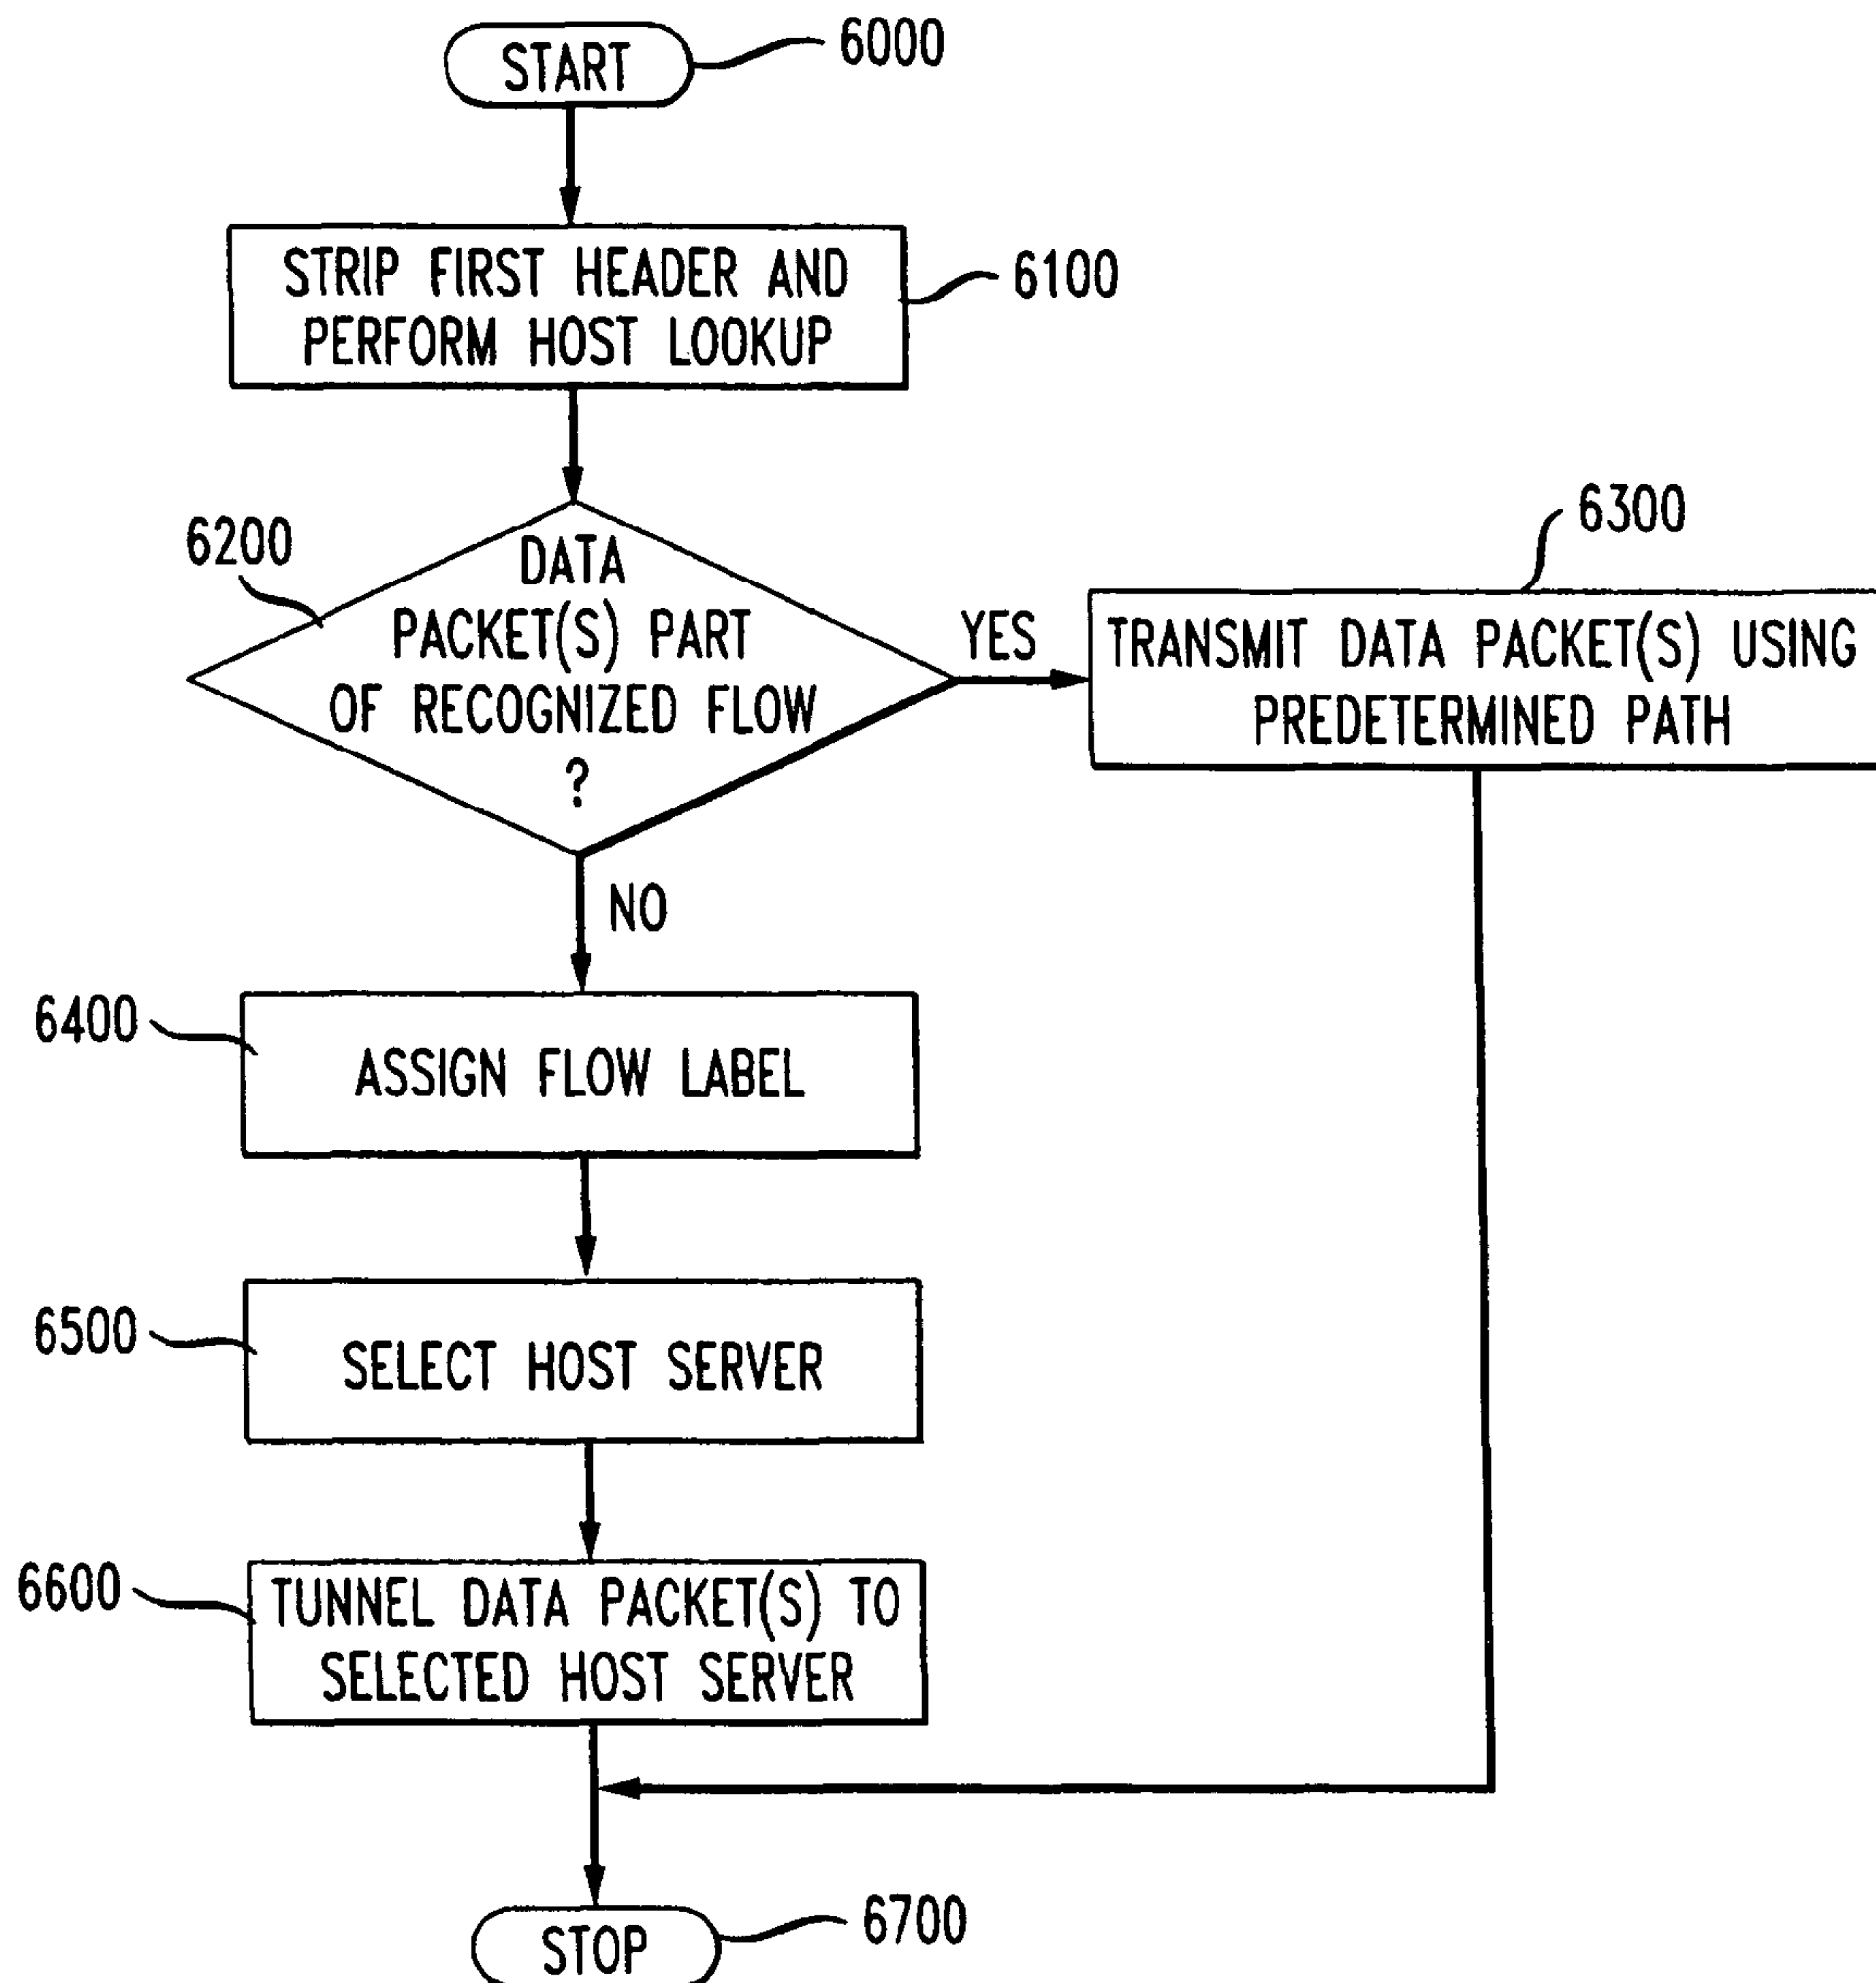 START
6000
STRIP FIRST HEADER AND
PERFORM HOST LOOKUP
6100
6200
DATA
PACKET(S) PART
OF RECOGNIZED FLOW
?
YES
6300
TRANSMIT DATA PACKET(S) USING
PREDETERMINED PATH
NO
6400
ASSIGN FLOW LABEL
6500
SELECT HOST SERVER
6600
TUNNEL DATA PACKET(S) TO
SELECTED HOST SERVER
STOP
6700